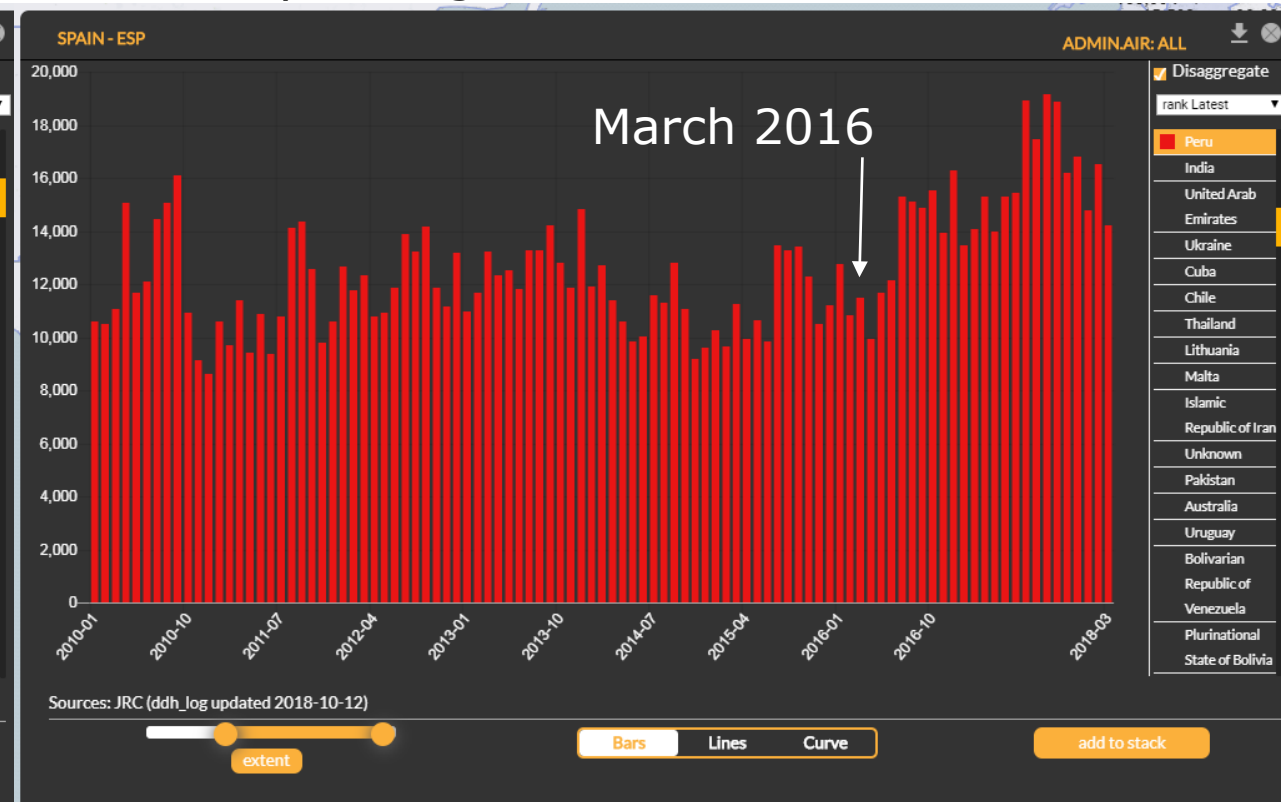 SPAIN - ESP
ADMIN.AIR: ALL
20,000
18,000
16,000
14,000
12,000
10,000
8,000
6,000
4,000
2,000
0
March 2016
2010-01
2010-10
2011-07
2012-04
2013-01
2013-10
2014-07
2015-04
2016-01
2016-10
2018-03
Disaggregate
rank Latest
Peru
India
United Arab
Emirates
Ukraine
Cuba
Chile
Thailand
Lithuania
Malta
Islamic
Republic of Iran
Unknown
Pakistan
Australia
Uruguay
Bolivarian
Republic of
Venezuela
Plurinational
State of Bolivia
Sources: JRC (ddh_log updated 2018-10-12)
extent
Bars
Lines
Curve
add to stack